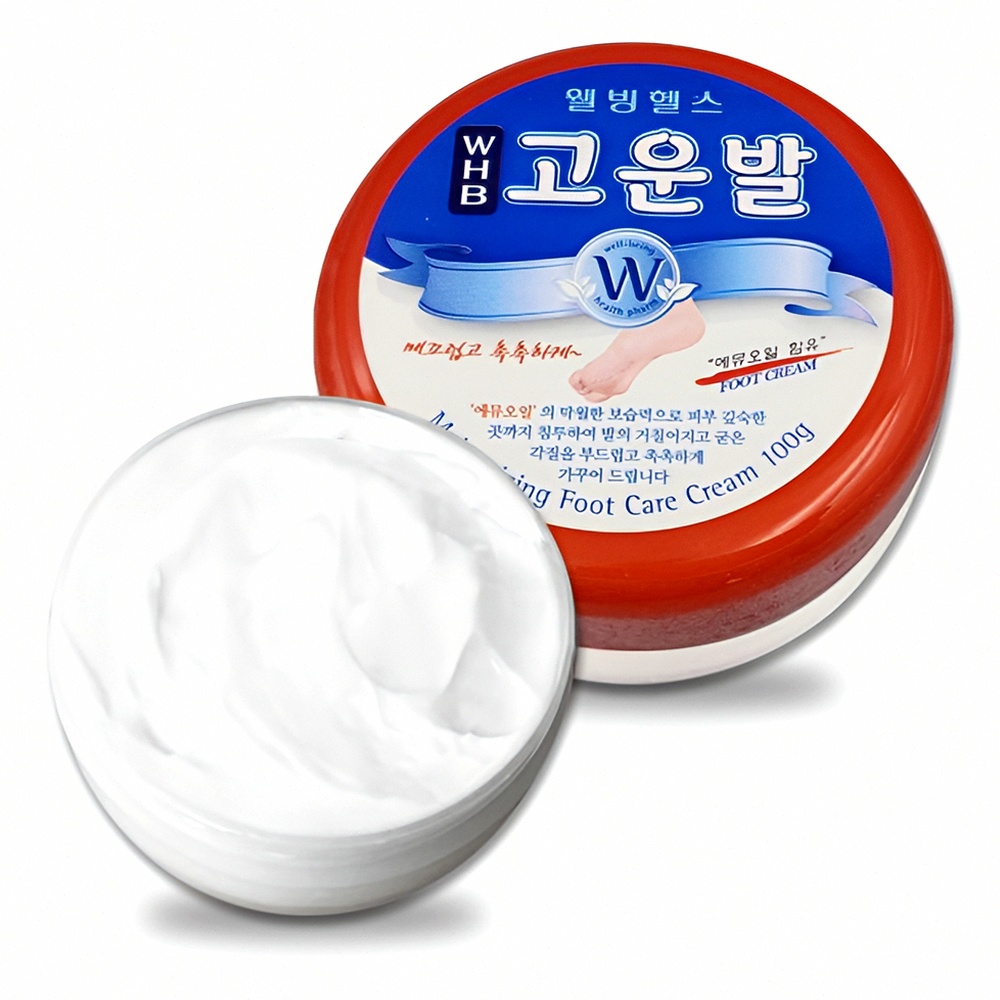 웰빙헬스
WHB
고운발
well-being
W
health pharm
매끄럽고 촉촉하게~
"에뮤오일 함유"
FOOT CREAM
'에뮤오일'의 탁월한 보습력으로 피부 깊숙한
곳까지 침투하여 발의 거칠어지고 굳은
각질을 부드럽고 촉촉하게
가꾸어 드립니다
Foot Care Cream 100g